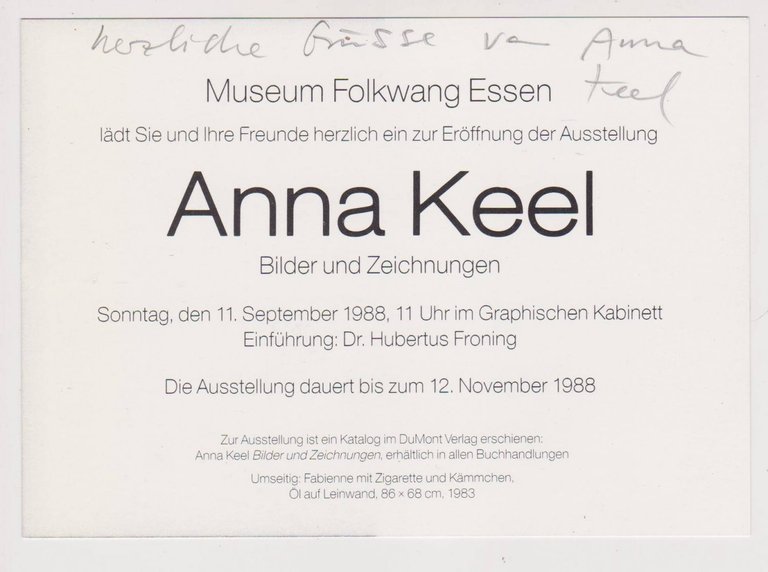 herzliche Grüsse von Anna
Keel
Museum Folkwang Essen
lädt Sie und Ihre Freunde herzlich ein zur Eröffnung der Ausstellung
Anna Keel
Bilder und Zeichnungen
Sonntag, den 11. September 1988, 11 Uhr im Graphischen Kabinett
Einführung: Dr. Hubertus Froning
Die Ausstellung dauert bis zum 12. November 1988
Zur Ausstellung ist ein Katalog im DuMont Verlag erschienen:
Anna Keel Bilder und Zeichnungen, erhältlich in allen Buchhandlungen
Umseitig: Fabienne mit Zigarette und Kämmchen,
Öl auf Leinwand, 86 × 68 cm, 1983